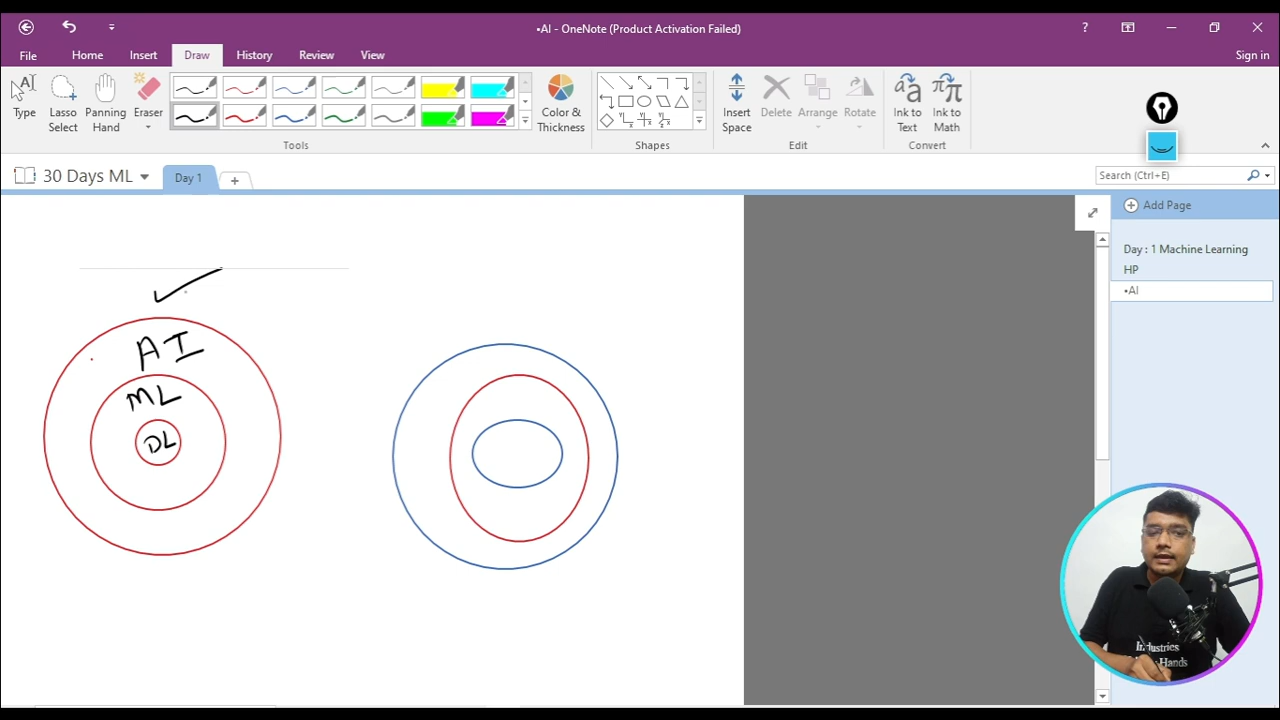 •AI - OneNote (Product Activation Failed)
?
File
Home
Insert
Draw
History
Review
View
Sign in
Type
Lasso Select
Panning Hand
Eraser
Color & Thickness
Insert Space
Delete
Arrange
Rotate
Ink to Text
Ink to Math
Tools
Shapes
Edit
Convert
30 Days ML
Day 1
Search (Ctrl+E)
Add Page
Day : 1 Machine Learning
HP
•AI
AI
ML
DL
Industries
Hands